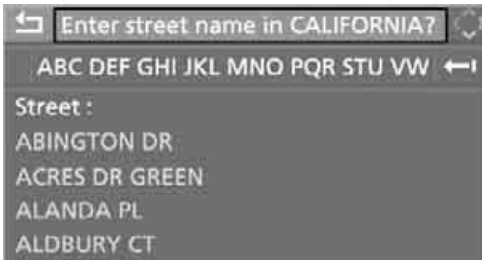 Enter street name in CALIFORNIA?
ABC DEF GHI JKL MNO PQR STU VW
Street :
ABINGTON DR
ACRES DR GREEN
ALANDA PL
ALDBURY CT